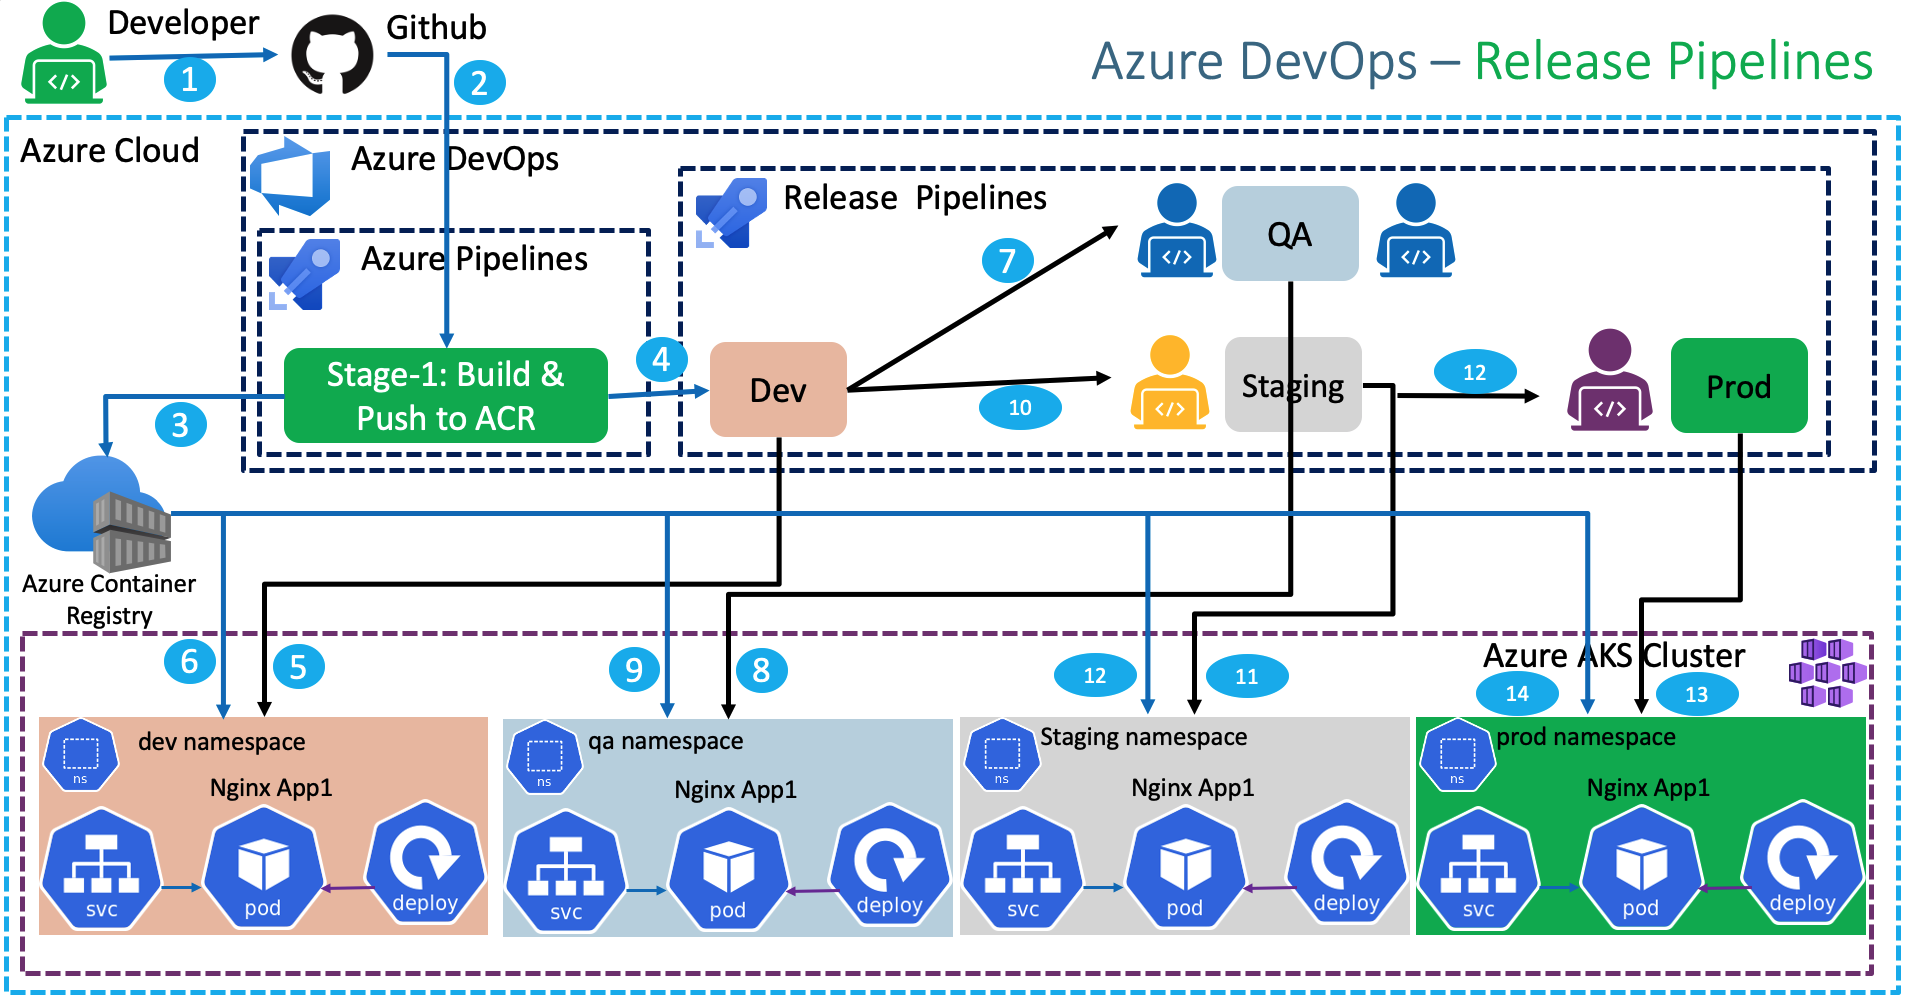 Developer
Github
1
2
Azure DevOps – Release Pipelines
Azure Cloud
Azure DevOps
Release Pipelines
Azure Pipelines
7
QA
Stage-1: Build &
Push to ACR
4
Dev
10
Staging
12
Prod
3
Azure Container
Registry
Azure AKS Cluster
6
5
9
8
12
11
14
13
dev namespace
ns
Nginx App1
svc
pod
deploy
qa namespace
ns
Nginx App1
svc
pod
deploy
Staging namespace
ns
Nginx App1
svc
pod
deploy
prod namespace
ns
Nginx App1
svc
pod
deploy